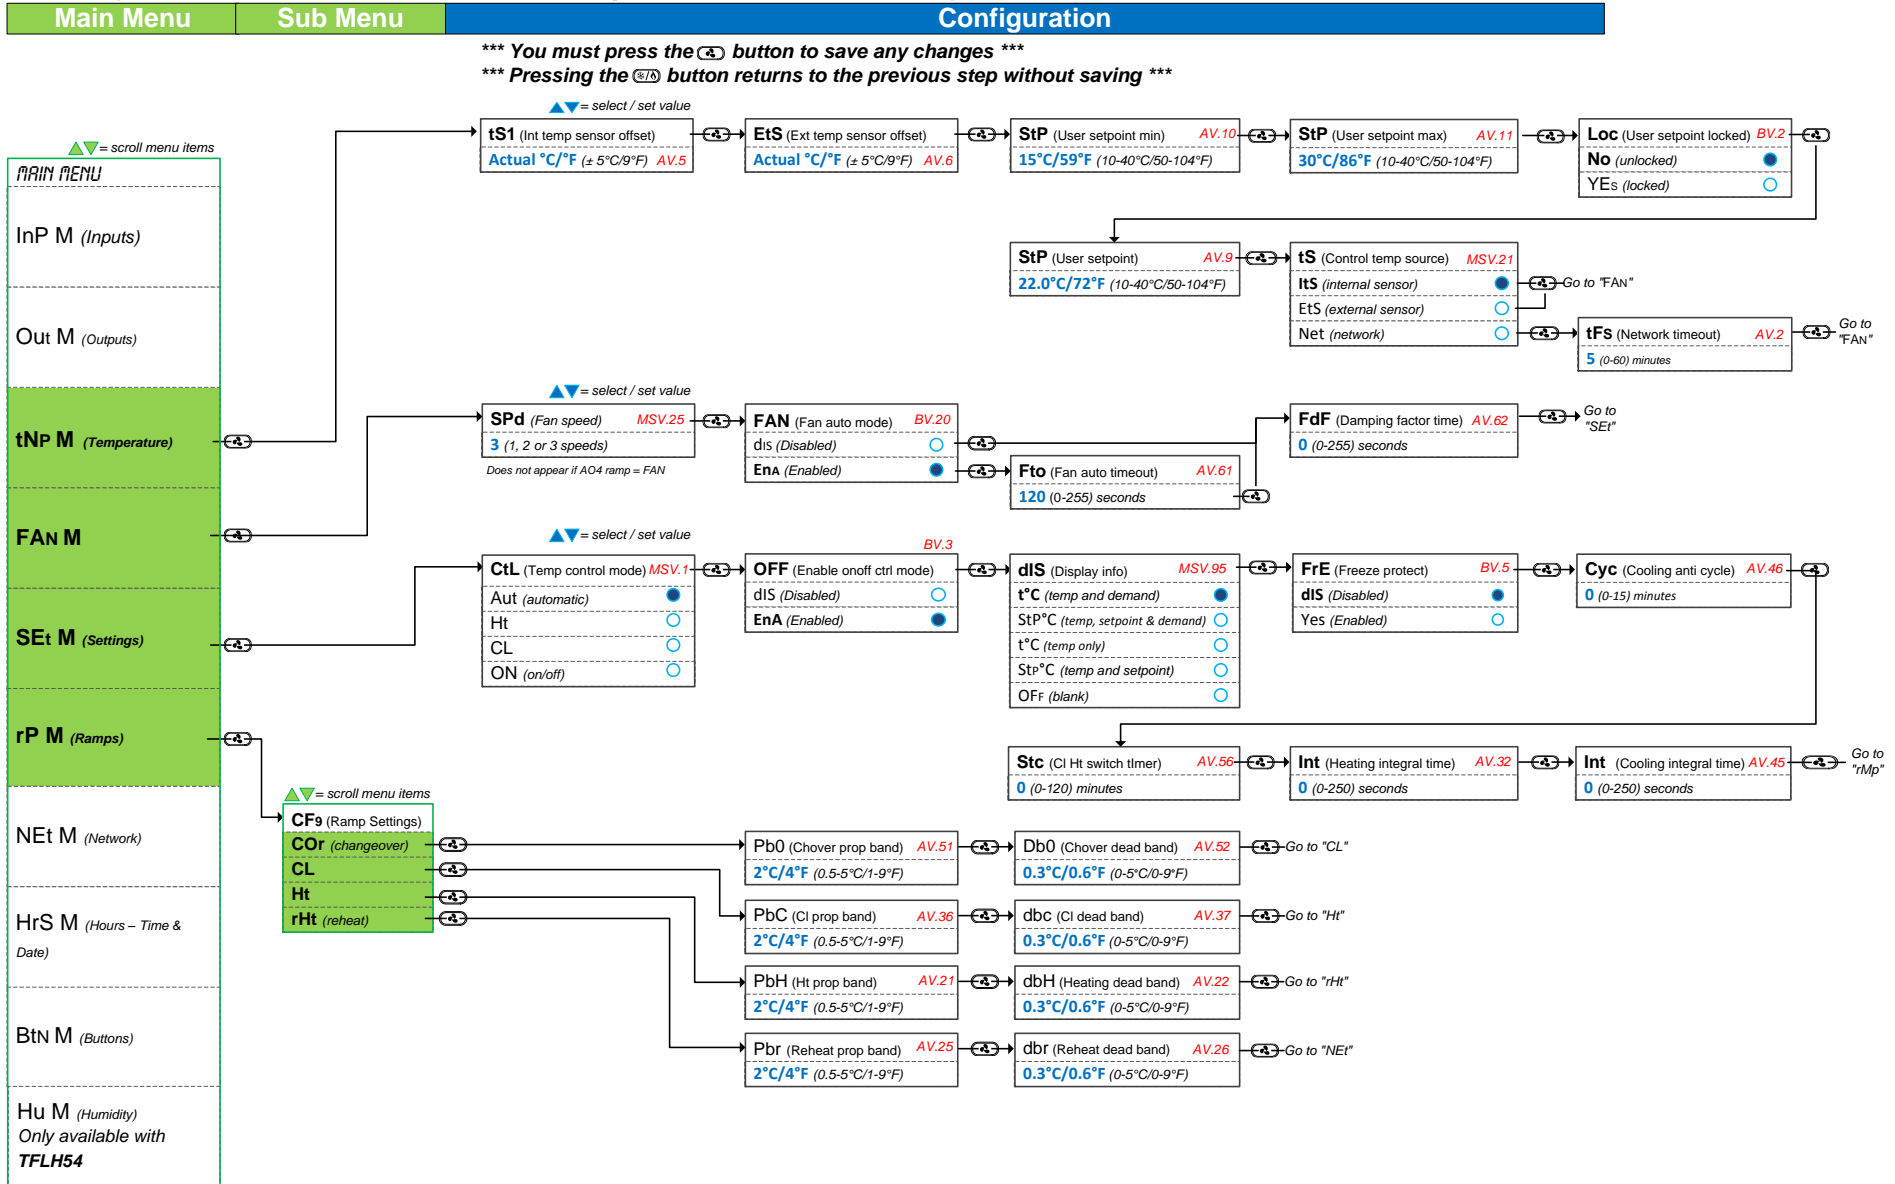 Main Menu Sub Menu Configuration
*** You must press the button to save any changes ***
*** Pressing the button returns to the previous step without saving ***
= select / set value
tS1 (Int temp sensor offset)
Actual °C/°F (± 5°C/9°F) AV.5
EtS (Ext temp sensor offset)
Actual °C/°F (± 5°C/9°F) AV.6
StP (User setpoint min) AV.10
15°C/59°F (10-40°C/50-104°F)
StP (User setpoint max) AV.11
30°C/86°F (10-40°C/50-104°F)
Loc (User setpoint locked) BV.2
No (unlocked)
YEs (locked)
= scroll menu items
MAIN MENU
InP M (Inputs)
Out M (Outputs)
tNP M (Temperature)
FAN M
SEt M (Settings)
rP M (Ramps)
NEt M (Network)
HrS M (Hours – Time &
Date)
BtN M (Buttons)
Hu M (Humidity)
Only available with
TFLH54
StP (User setpoint) AV.9
22.0°C/72°F (10-40°C/50-104°F)
tS (Control temp source) MSV.21
ItS (internal sensor)
EtS (external sensor)
Net (network)
Go to "FAN"
tFs (Network timeout) AV.2
5 (0-60) minutes
Go to
"FAN"
= select / set value
SPd (Fan speed) MSV.25
3 (1, 2 or 3 speeds)
Does not appear if AO4 ramp = FAN
FAN (Fan auto mode) BV.20
dIs (Disabled)
ENA (Enabled)
Fto (Fan auto timeout) AV.61
120 (0-255) seconds
FdF (Damping factor time) AV.62
0 (0-255) seconds
Go to
"SEt"
= select / set value
CtL (Temp control mode) MSV.1
Aut (automatic)
Ht
CL
ON (on/off)
BV.3
OFF (Enable onoff ctrl mode)
dIS (Disabled)
EnA (Enabled)
dIS (Display info) MSV.95
t°C (temp and demand)
StP°C (temp, setpoint & demand)
t°C (temp only)
StP°C (temp and setpoint)
OFF (blank)
FrE (Freeze protect) BV.5
dIS (Disabled)
Yes (Enabled)
Cyc (Cooling anti cycle) AV.46
0 (0-15) minutes
Stc (Cl Ht switch tImer) AV.56
0 (0-120) minutes
Int (Heating integral time) AV.32
0 (0-250) seconds
Int (Cooling integral time) AV.45
0 (0-250) seconds
Go to
"rMp"
= scroll menu items
CF9 (Ramp Settings)
COr (changeover)
CL
Ht
rHt (reheat)
Pb0 (Chover prop band) AV.51
2°C/4°F (0.5-5°C/1-9°F)
Db0 (Chover dead band) AV.52
0.3°C/0.6°F (0-5°C/0-9°F)
Go to "CL"
PbC (Cl prop band) AV.36
2°C/4°F (0.5-5°C/1-9°F)
dbc (Cl dead band) AV.37
0.3°C/0.6°F (0-5°C/0-9°F)
Go to "Ht"
PbH (Ht prop band) AV.21
2°C/4°F (0.5-5°C/1-9°F)
dbH (Heating dead band) AV.22
0.3°C/0.6°F (0-5°C/0-9°F)
Go to "rHt"
Pbr (Reheat prop band) AV.25
2°C/4°F (0.5-5°C/1-9°F)
dbr (Reheat dead band) AV.26
0.3°C/0.6°F (0-5°C/0-9°F)
Go to "NEt"